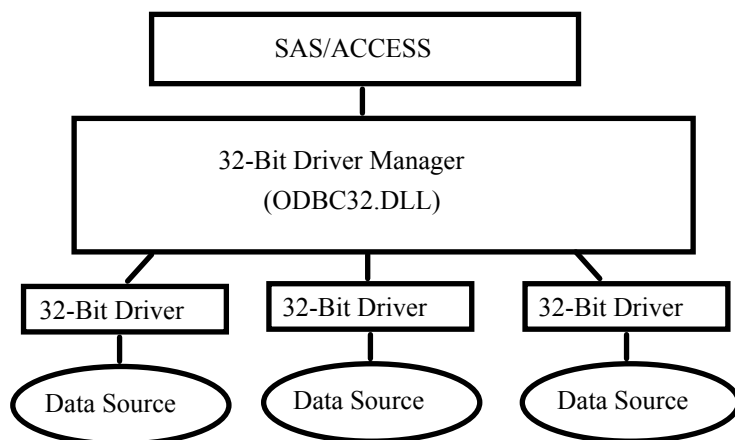 SAS/ACCESS
32-Bit Driver Manager
(ODBC32.DLL)
32-Bit Driver
32-Bit Driver
32-Bit Driver
Data Source
Data Source
Data Source